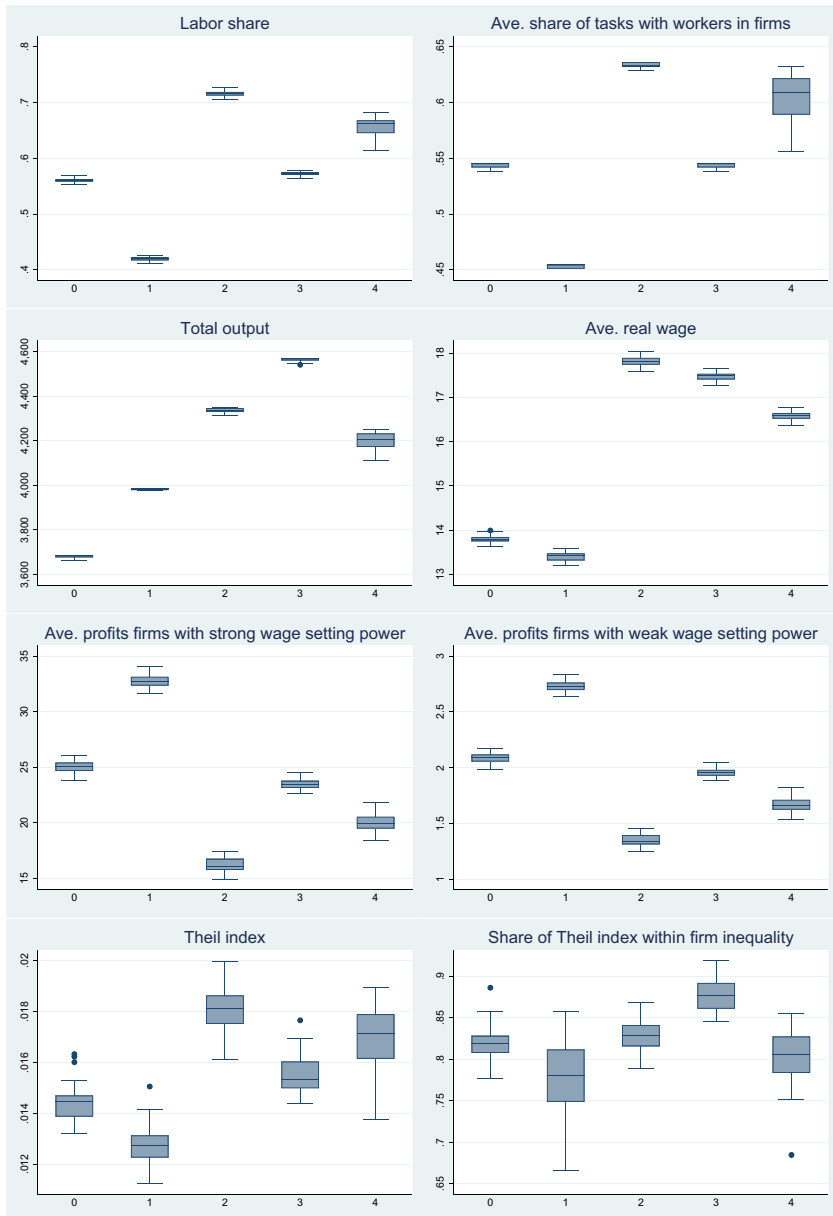 Labor share
.8
.7
.6
.5
.4
0 1 2 3 4
Ave. share of tasks with workers in firms
.65
.6
.55
.5
.45
0 1 2 3 4
Total output
4,600
4,400
4,200
4,000
3,800
3,600
0 1 2 3 4
Ave. real wage
18
17
16
15
14
13
0 1 2 3 4
Ave. profits firms with strong wage setting power
35
30
25
20
15
0 1 2 3 4
Ave. profits firms with weak wage setting power
3
2.5
2
1.5
1
0 1 2 3 4
Theil index
.02
.018
.016
.014
.012
0 1 2 3 4
Share of Theil index within firm inequality
.9
.85
.8
.75
.7
.65
0 1 2 3 4